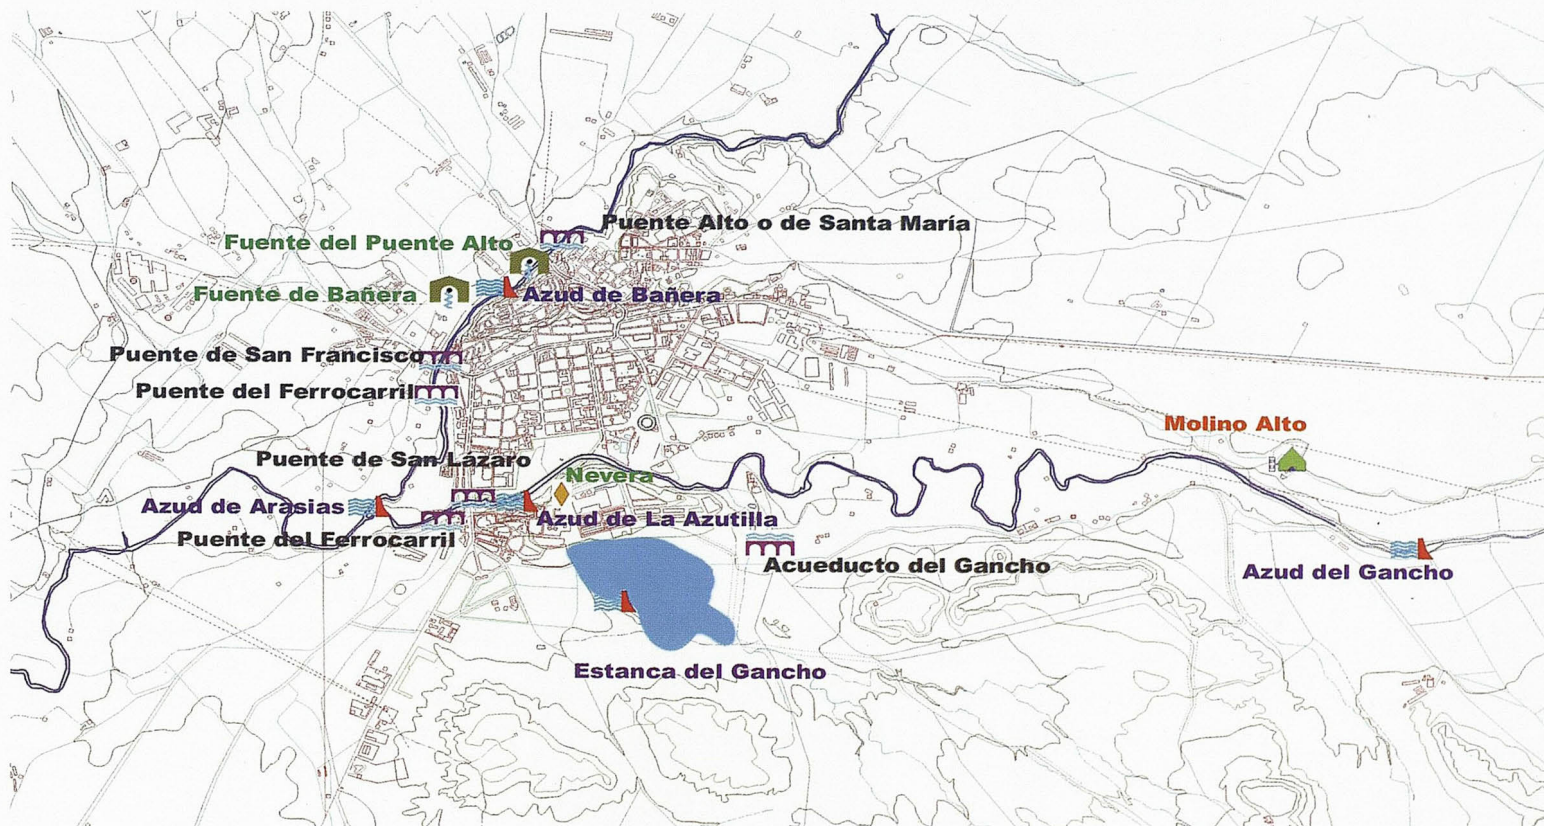 Puente Alto o de Santa María
Fuente del Puente Alto
Fuente de Bañera
Azud de Bañera
Puente de San Francisco
Puente del Ferrocarril
Molino Alto
Puente de San Lázaro
Nevera
Azud de Arasias
Azud de La Azutilla
Puente del Ferrocarril
Acueducto del Gancho
Azud del Gancho
Estanca del Gancho